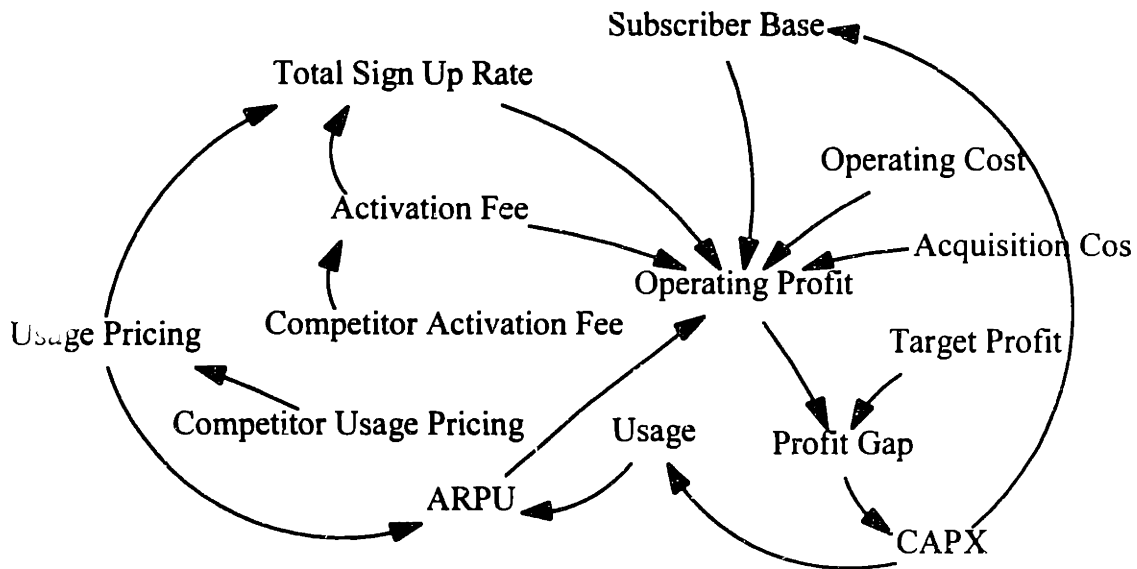 Subscriber Base
Total Sign Up Rate
Operating Cost
Activation Fee
Acquisition Cos
Operating Profit
Competitor Activation Fee
Usage Pricing
Target Profit
Competitor Usage Pricing
Usage
Profit Gap
ARPU
CAPX